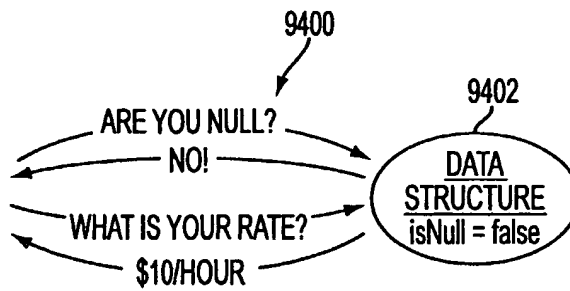 9400
9402
ARE YOU NULL?
NO!
WHAT IS YOUR RATE?
$10/HOUR
DATA
STRUCTURE
isNull = false